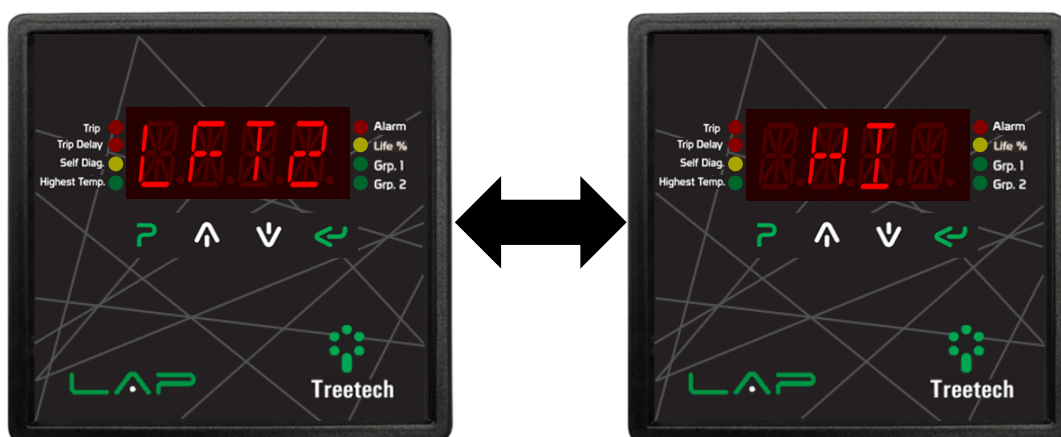 Trip
Trip Delay
Self Diag.
Highest Temp.
LFT2
Alarm
Life %
Grp. 1
Grp. 2
LAP
Treetech
Trip
Trip Delay
Self Diag.
Highest Temp.
HI
Alarm
Life %
Grp. 1
Grp. 2
LAP
Treetech